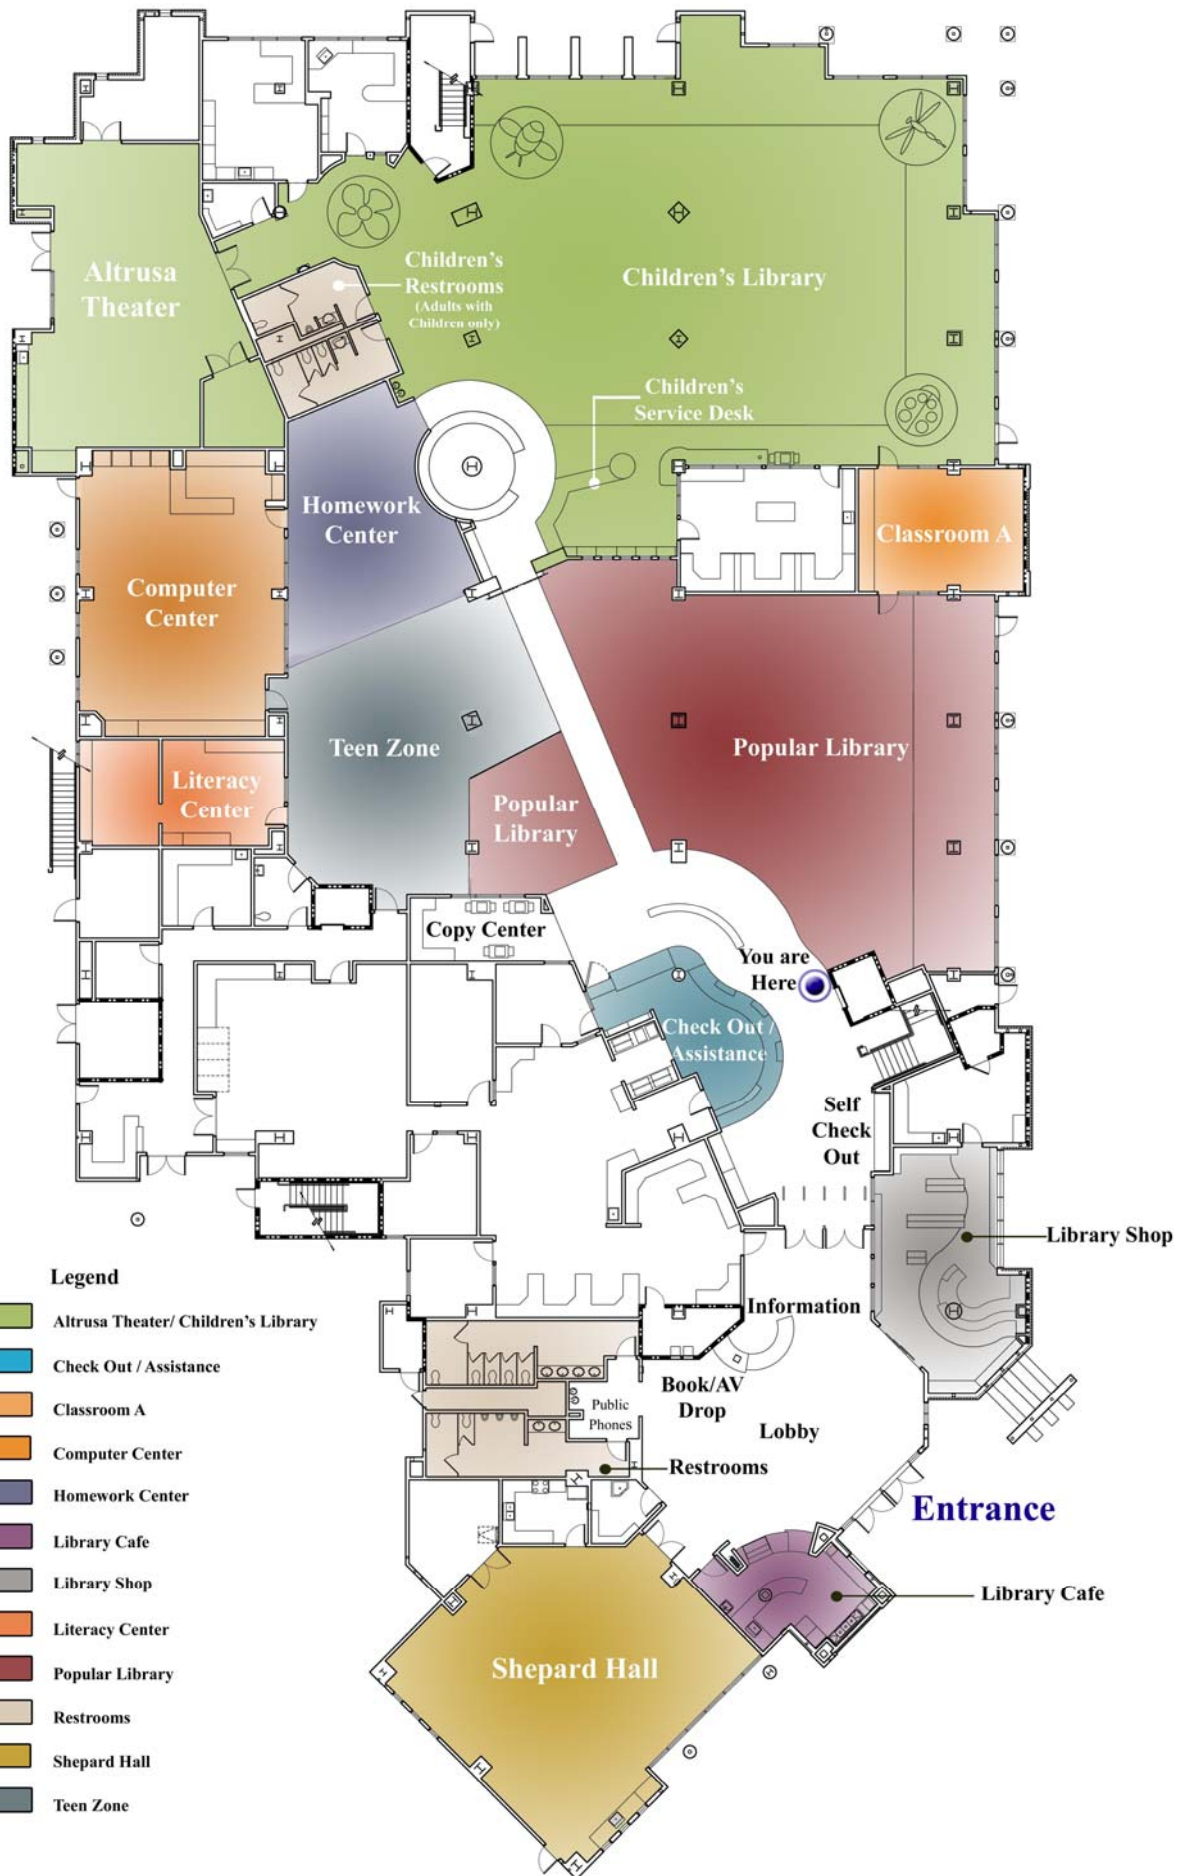 Altrusa
Theater
Children's
Restrooms
(Adults with
Children only)
Children's Library
Children's
Service Desk
Homework
Center
Classroom A
Computer
Center
Teen Zone
Popular Library
Literacy
Center
Popular
Library
Copy Center
You are
Here
Check Out /
Assistance
Self
Check
Out
Library Shop
Information
Book/AV
Drop
Public
Phones
Lobby
Restrooms
Entrance
Library Cafe
Shepard Hall
Legend
Altrusa Theater/ Children's Library
Check Out / Assistance
Classroom A
Computer Center
Homework Center
Library Cafe
Library Shop
Literacy Center
Popular Library
Restrooms
Shepard Hall
Teen Zone